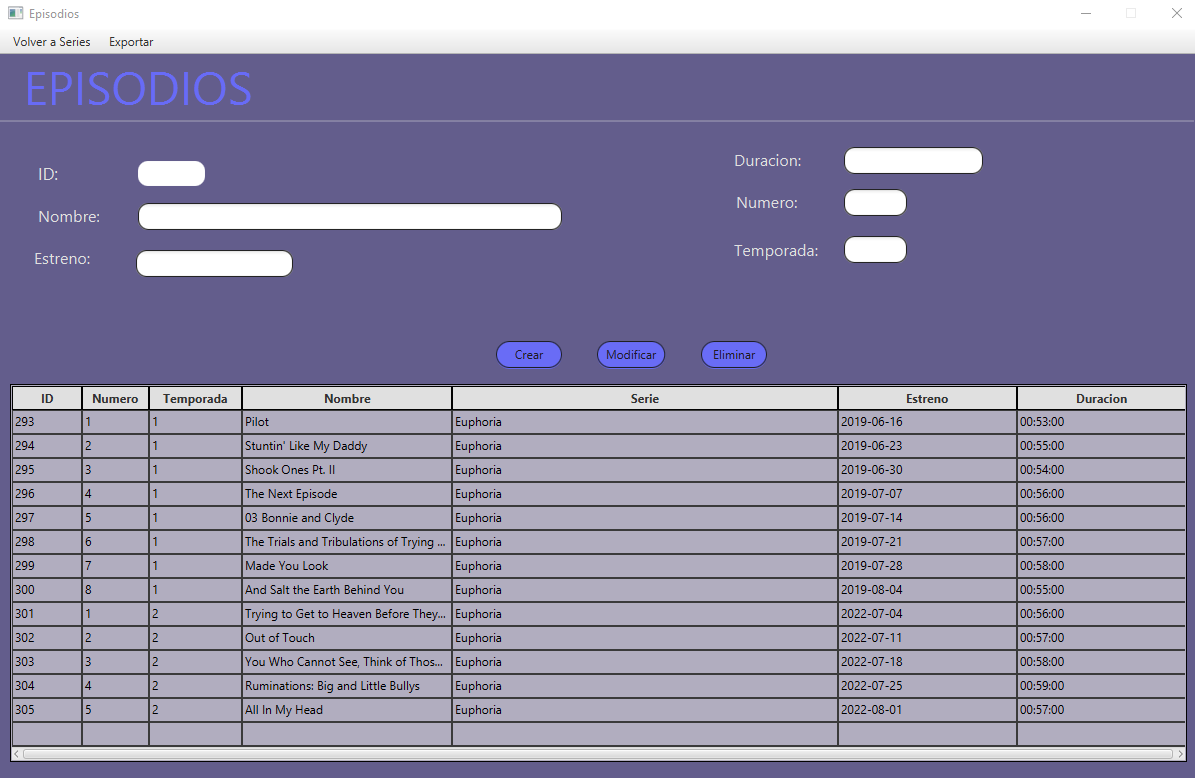 Episodios
Volver a Series Exportar
EPISODIOS
ID:
Nombre:
Estreno:
Duracion:
Numero:
Temporada:
Crear Modificar Eliminar
ID Numero Temporada Nombre Serie Estreno Duracion
293 1 1 Pilot Euphoria 2019-06-16 00:53:00
294 2 1 Stuntin' Like My Daddy Euphoria 2019-06-23 00:55:00
295 3 1 Shook Ones Pt. II Euphoria 2019-06-30 00:54:00
296 4 1 The Next Episode Euphoria 2019-07-07 00:56:00
297 5 1 03 Bonnie and Clyde Euphoria 2019-07-14 00:56:00
298 6 1 The Trials and Tribulations of Trying ... Euphoria 2019-07-21 00:57:00
299 7 1 Made You Look Euphoria 2019-07-28 00:58:00
300 8 1 And Salt the Earth Behind You Euphoria 2019-08-04 00:55:00
301 1 2 Trying to Get to Heaven Before They... Euphoria 2022-07-04 00:56:00
302 2 2 Out of Touch Euphoria 2022-07-11 00:57:00
303 3 2 You Who Cannot See, Think of Thos... Euphoria 2022-07-18 00:58:00
304 4 2 Ruminations: Big and Little Bullys Euphoria 2022-07-25 00:59:00
305 5 2 All In My Head Euphoria 2022-08-01 00:57:00